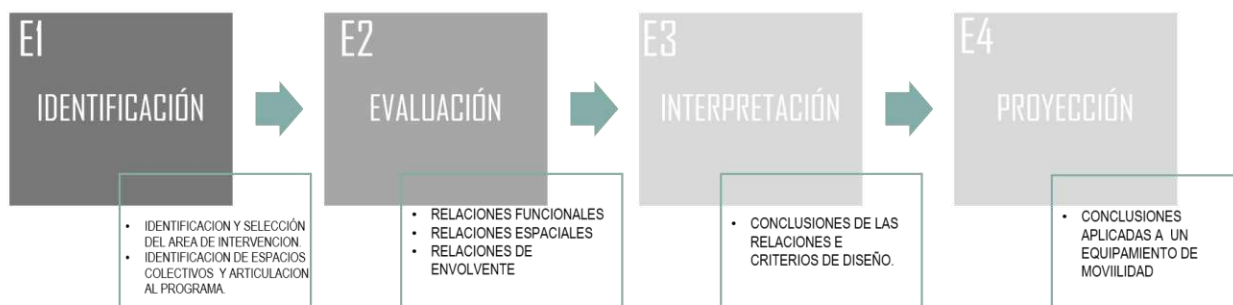 E1
IDENTIFICACIÓN
• IDENTIFICACION Y SELECCIÓN
DEL AREA DE INTERVENCION.
• IDENTIFICACION DE ESPACIOS
COLECTIVOS Y ARTICULACION
AL PROGRAMA.
E2
EVALUACIÓN
• RELACIONES FUNCIONALES
• RELACIONES ESPACIALES
• RELACIONES DE
ENVOLVENTE
E3
INTERPRETACIÓN
• CONCLUSIONES DE LAS
RELACIONES E
CRITERIOS DE DISEÑO.
E4
PROYECCIÓN
• CONCLUSIONES
APLICADAS A UN
EQUIPAMIENTO DE
MOVIILIDAD